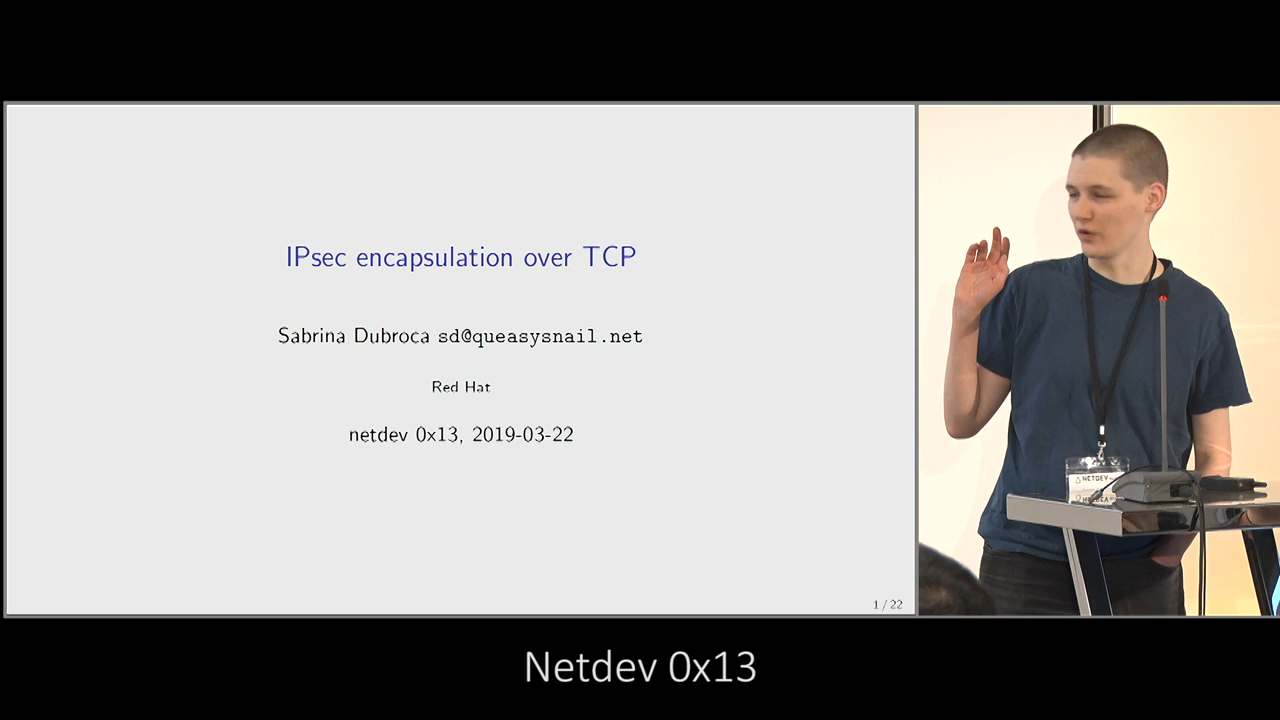 IPsec encapsulation over TCP
Sabrina Dubroca sd@queasysnail.net
Red Hat
netdev 0x13, 2019-03-22
1 / 22
NETDEV
Netdev 0x13